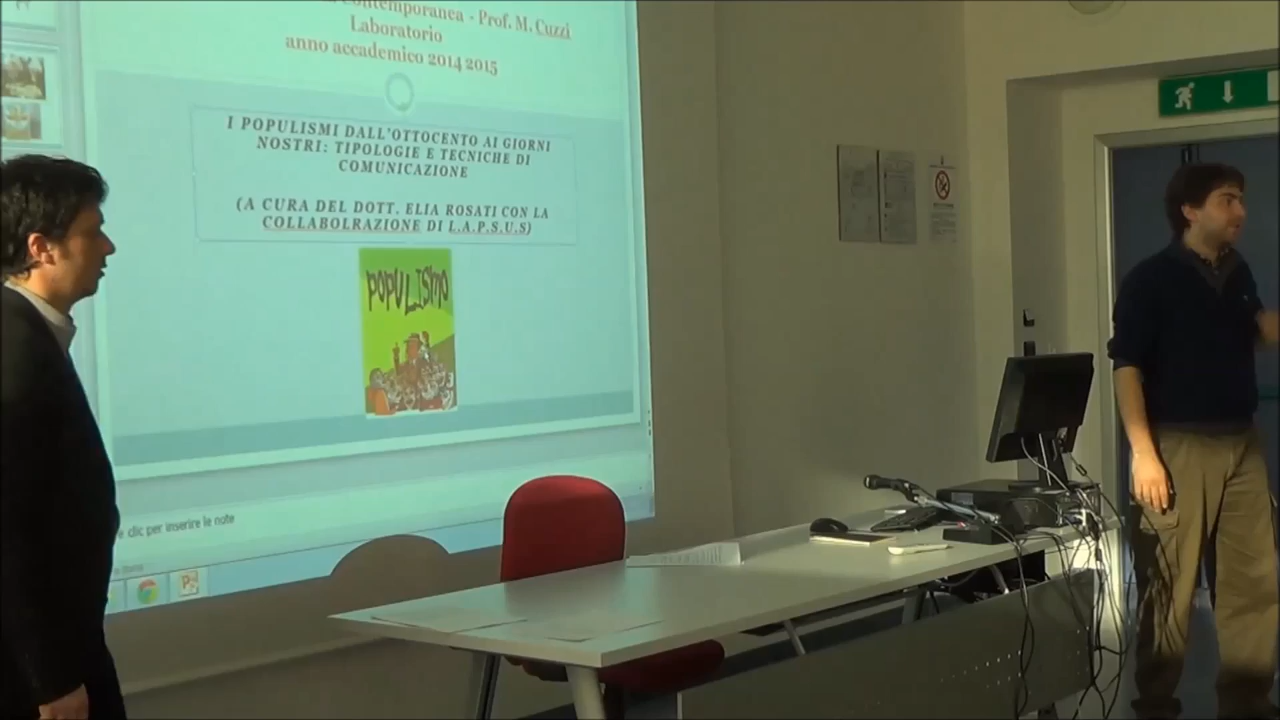 Contemporanea - Prof. M. Cuzzi
Laboratorio
anno accademico 2014 2015
I POPULISMI DALL'OTTOCENTO AI GIORNI
NOSTRI: TIPOLOGIE E TECNICHE DI
COMUNICAZIONE
(A CURA DEL DOTT. ELIA ROSATI CON LA
COLLABOLRAZIONE DI L.A.P.S.U.S)
POPULISMO
clic per inserire le note